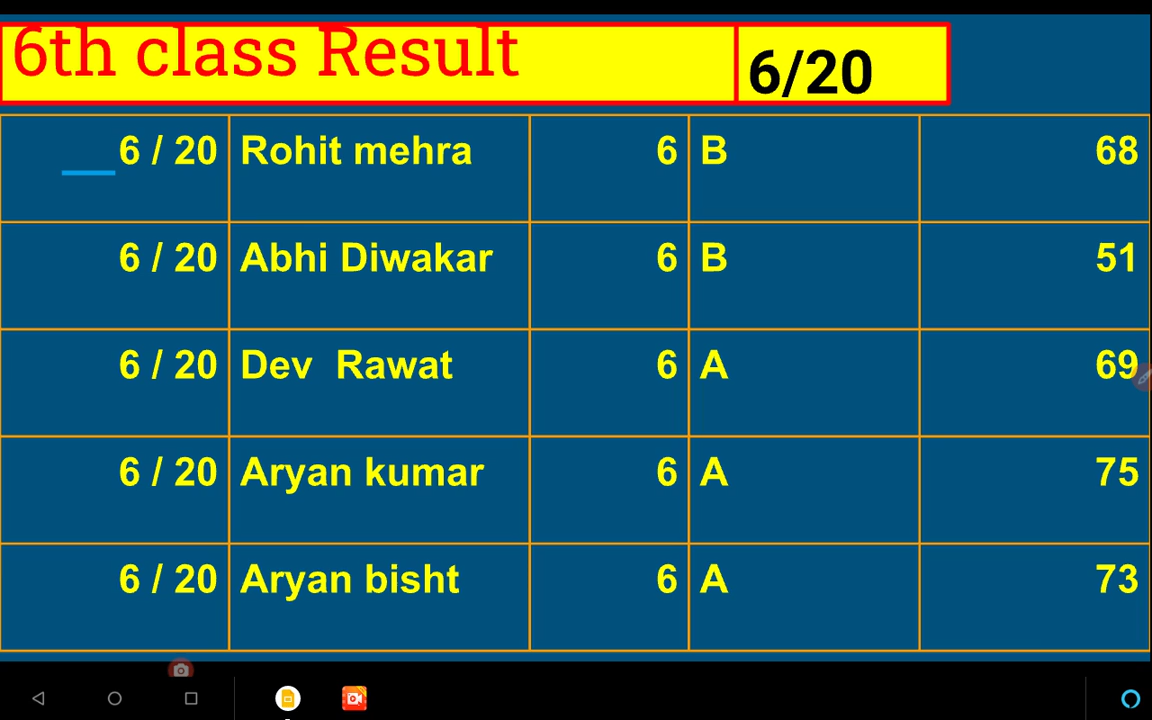 6th class Result 6/20
6 / 20 Rohit mehra 6 B 68
6 / 20 Abhi Diwakar 6 B 51
6 / 20 Dev Rawat 6 A 69
6 / 20 Aryan kumar 6 A 75
6 / 20 Aryan bisht 6 A 73